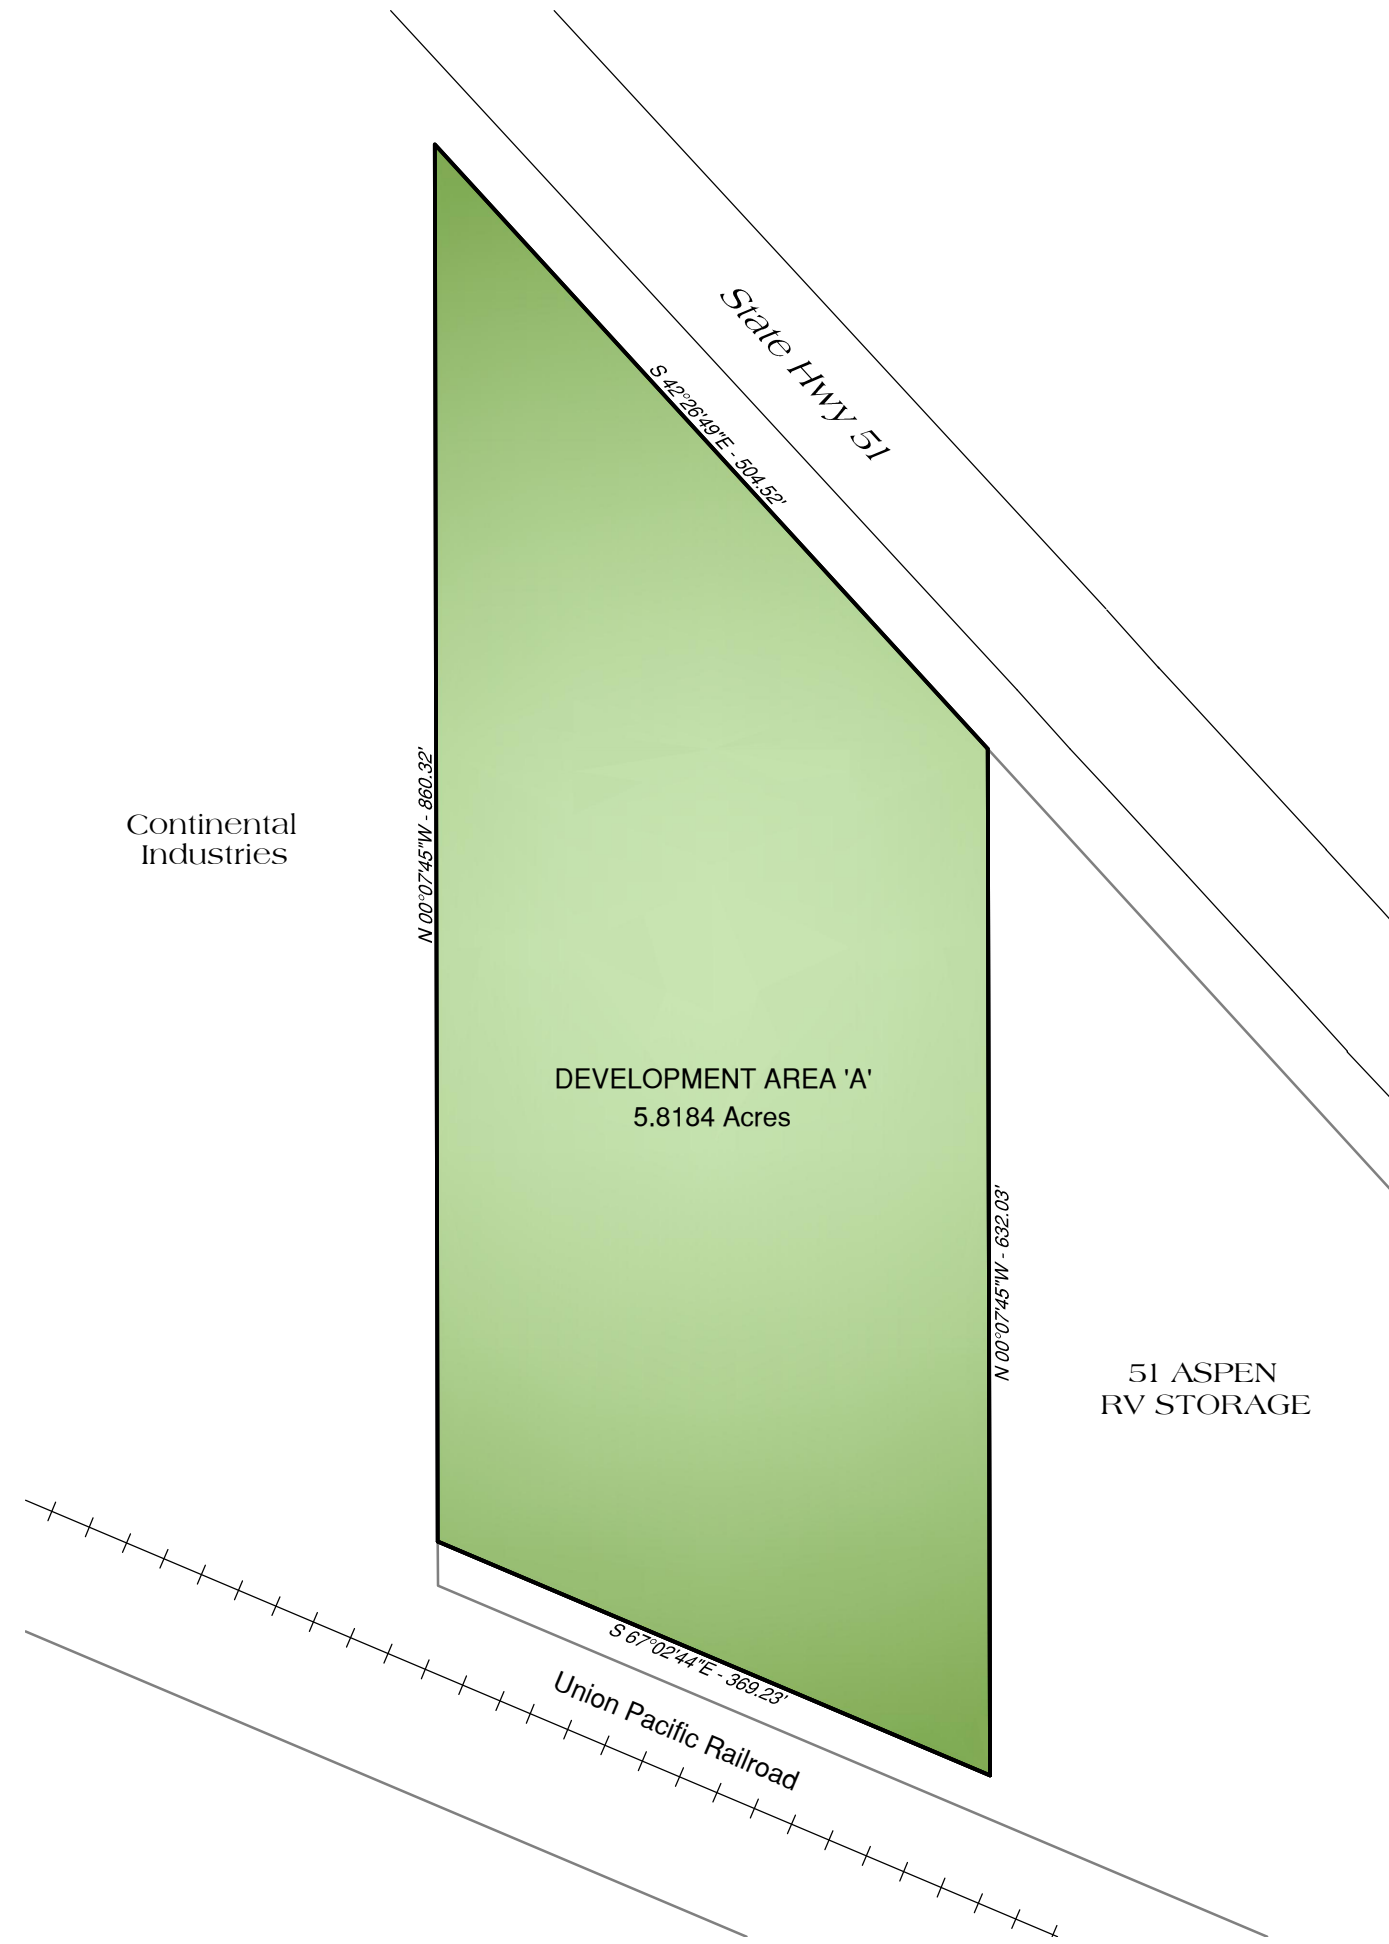 State Hwy 51
S 42°26'49"E - 504.52'
N 00°07'45"W - 860.32'
Continental
Industries
DEVELOPMENT AREA 'A'
5.8184 Acres
N 00°07'45"W - 632.03'
51 ASPEN
RV STORAGE
S 67°02'44"E - 369.23'
Union Pacific Railroad